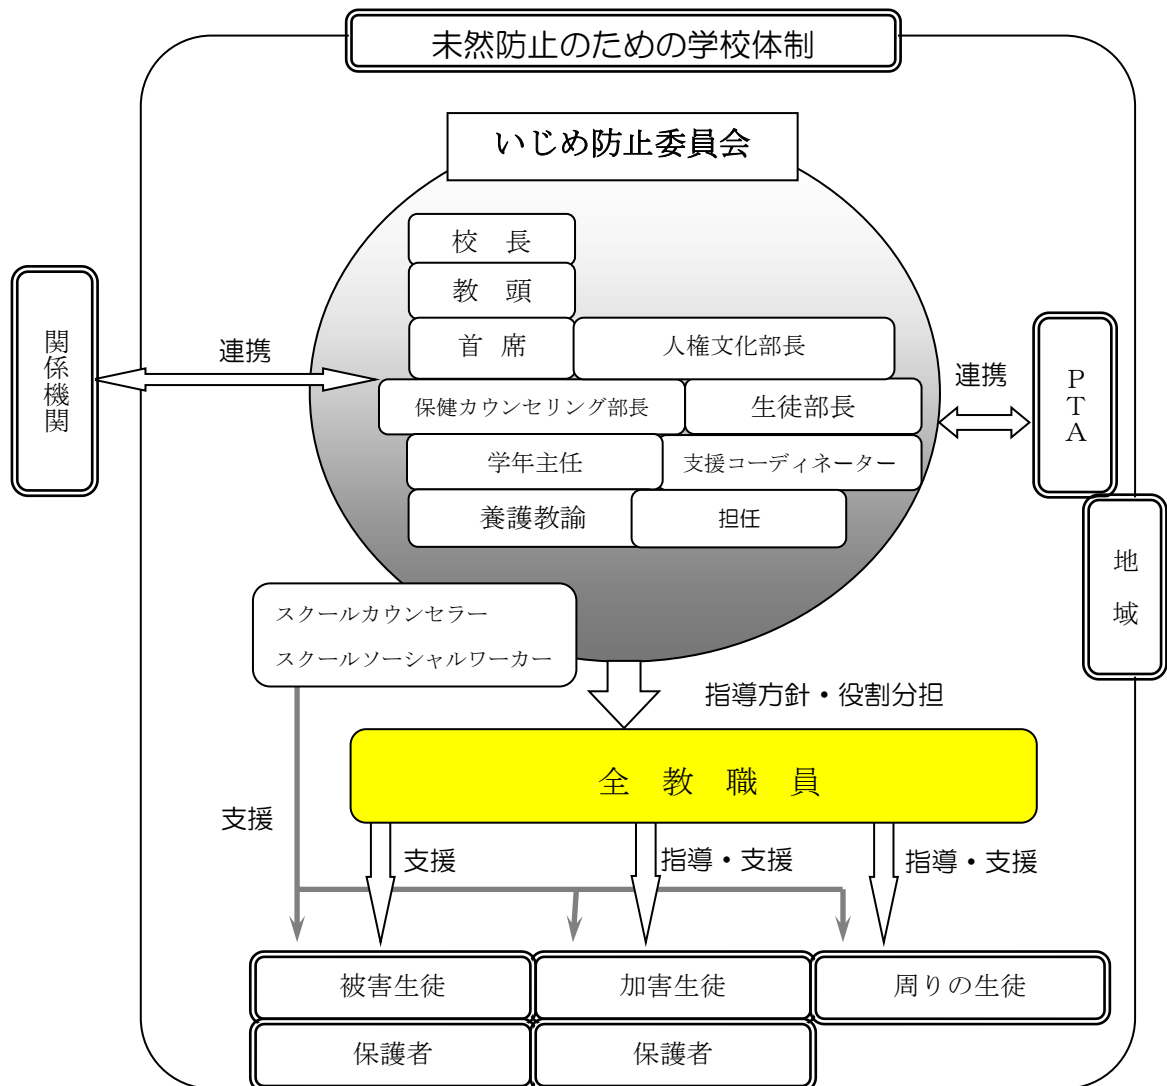 未然防止のための学校体制
いじめ防止委員会
校　長
教　頭
首　席
人権文化部長
保健カウンセリング部長
生徒部長
学年主任
支援コーディネーター
養護教諭
担任
関係機関
連携
連携
PTA
地域
スクールカウンセラー
スクールソーシャルワーカー
指導方針・役割分担
全　教　職　員
支援
支援
指導・支援
指導・支援
被害生徒
加害生徒
周りの生徒
保護者
保護者